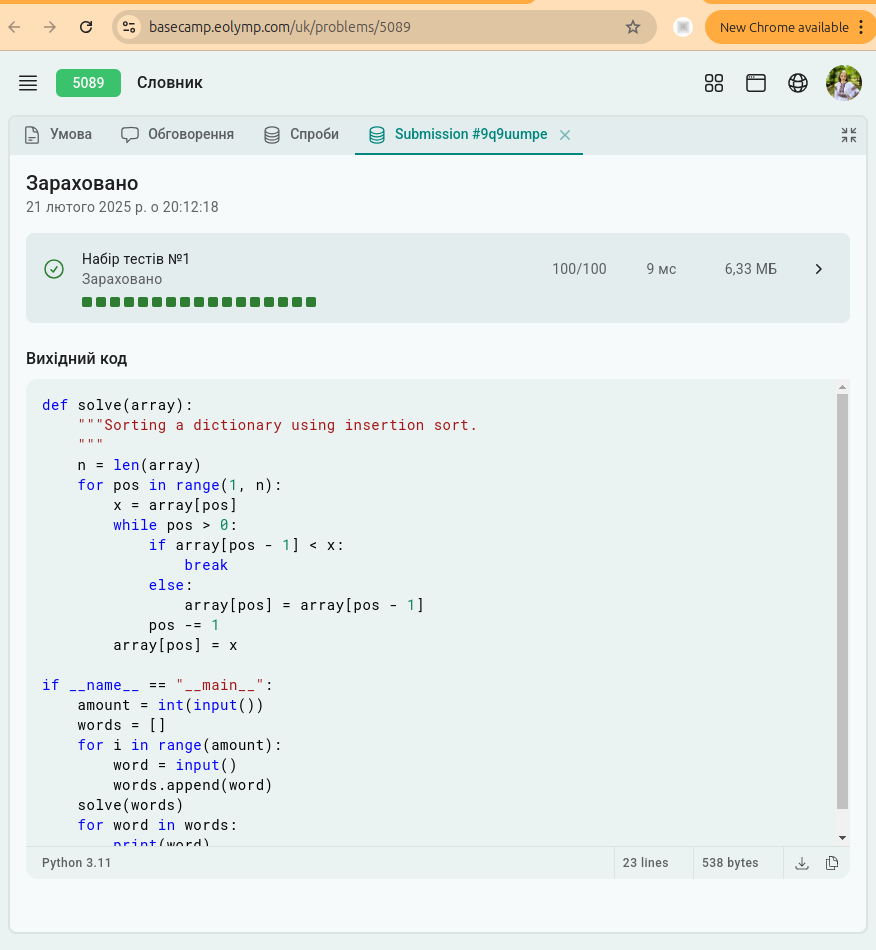 basecamp.eolymp.com/uk/problems/5089
New Chrome available
5089
Словник
Умова
Обговорення
Спроби
Submission #9q9uumpe
Зараховано
21 лютого 2025 р. о 20:12:18
Набір тестів №1
Зараховано
100/100
9 мс
6,33 МБ
Вихідний код
def solve(array):
    """Sorting a dictionary using insertion sort.
    """
    n = len(array)
    for pos in range(1, n):
        x = array[pos]
        while pos > 0:
            if array[pos - 1] < x:
                break
            else:
                array[pos] = array[pos - 1]
            pos -= 1
        array[pos] = x
if __name__ == "__main__":
    amount = int(input())
    words = []
    for i in range(amount):
        word = input()
        words.append(word)
    solve(words)
    for word in words:
        print(word)
Python 3.11
23 lines
538 bytes